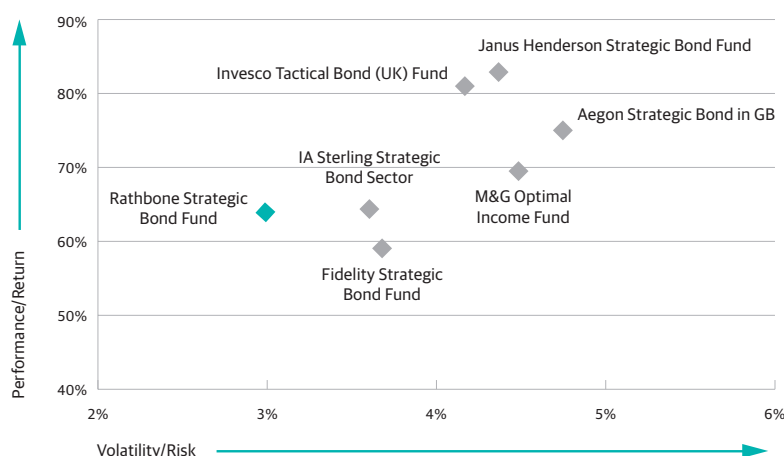 90%
Janus Henderson Strategic Bond Fund
Invesco Tactical Bond (UK) Fund
80%
Aegon Strategic Bond in GB
70%
IA Sterling Strategic
Bond Sector
M&G Optimal
Income Fund
Rathbone Strategic
Bond Fund
60%
Fidelity Strategic
Bond Fund
50%
40%
2%
3%
4%
5%
6%
Performance/Return
Volatility/Risk